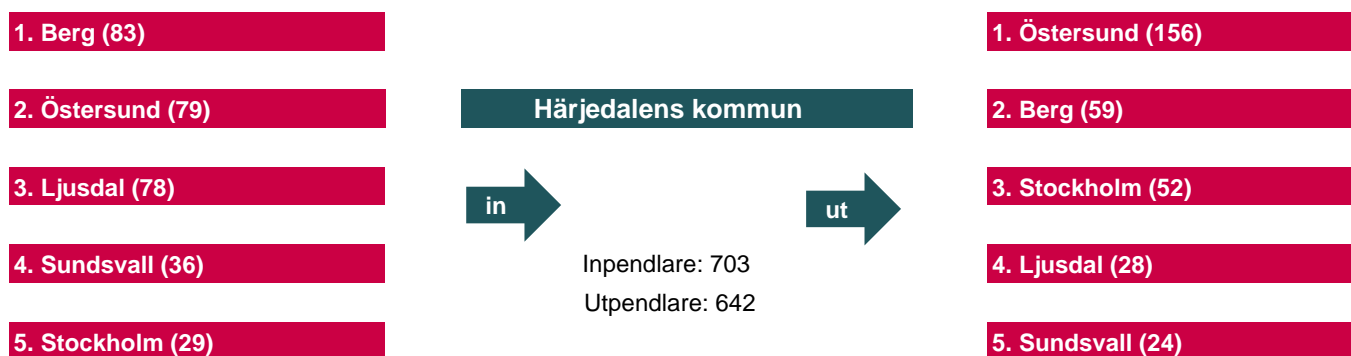 1. Berg (83)
2. Östersund (79)
3. Ljusdal (78)
4. Sundsvall (36)
5. Stockholm (29)
Härjedalens kommun
in
ut
Inpendlare: 703
Utpendlare: 642
1. Östersund (156)
2. Berg (59)
3. Stockholm (52)
4. Ljusdal (28)
5. Sundsvall (24)